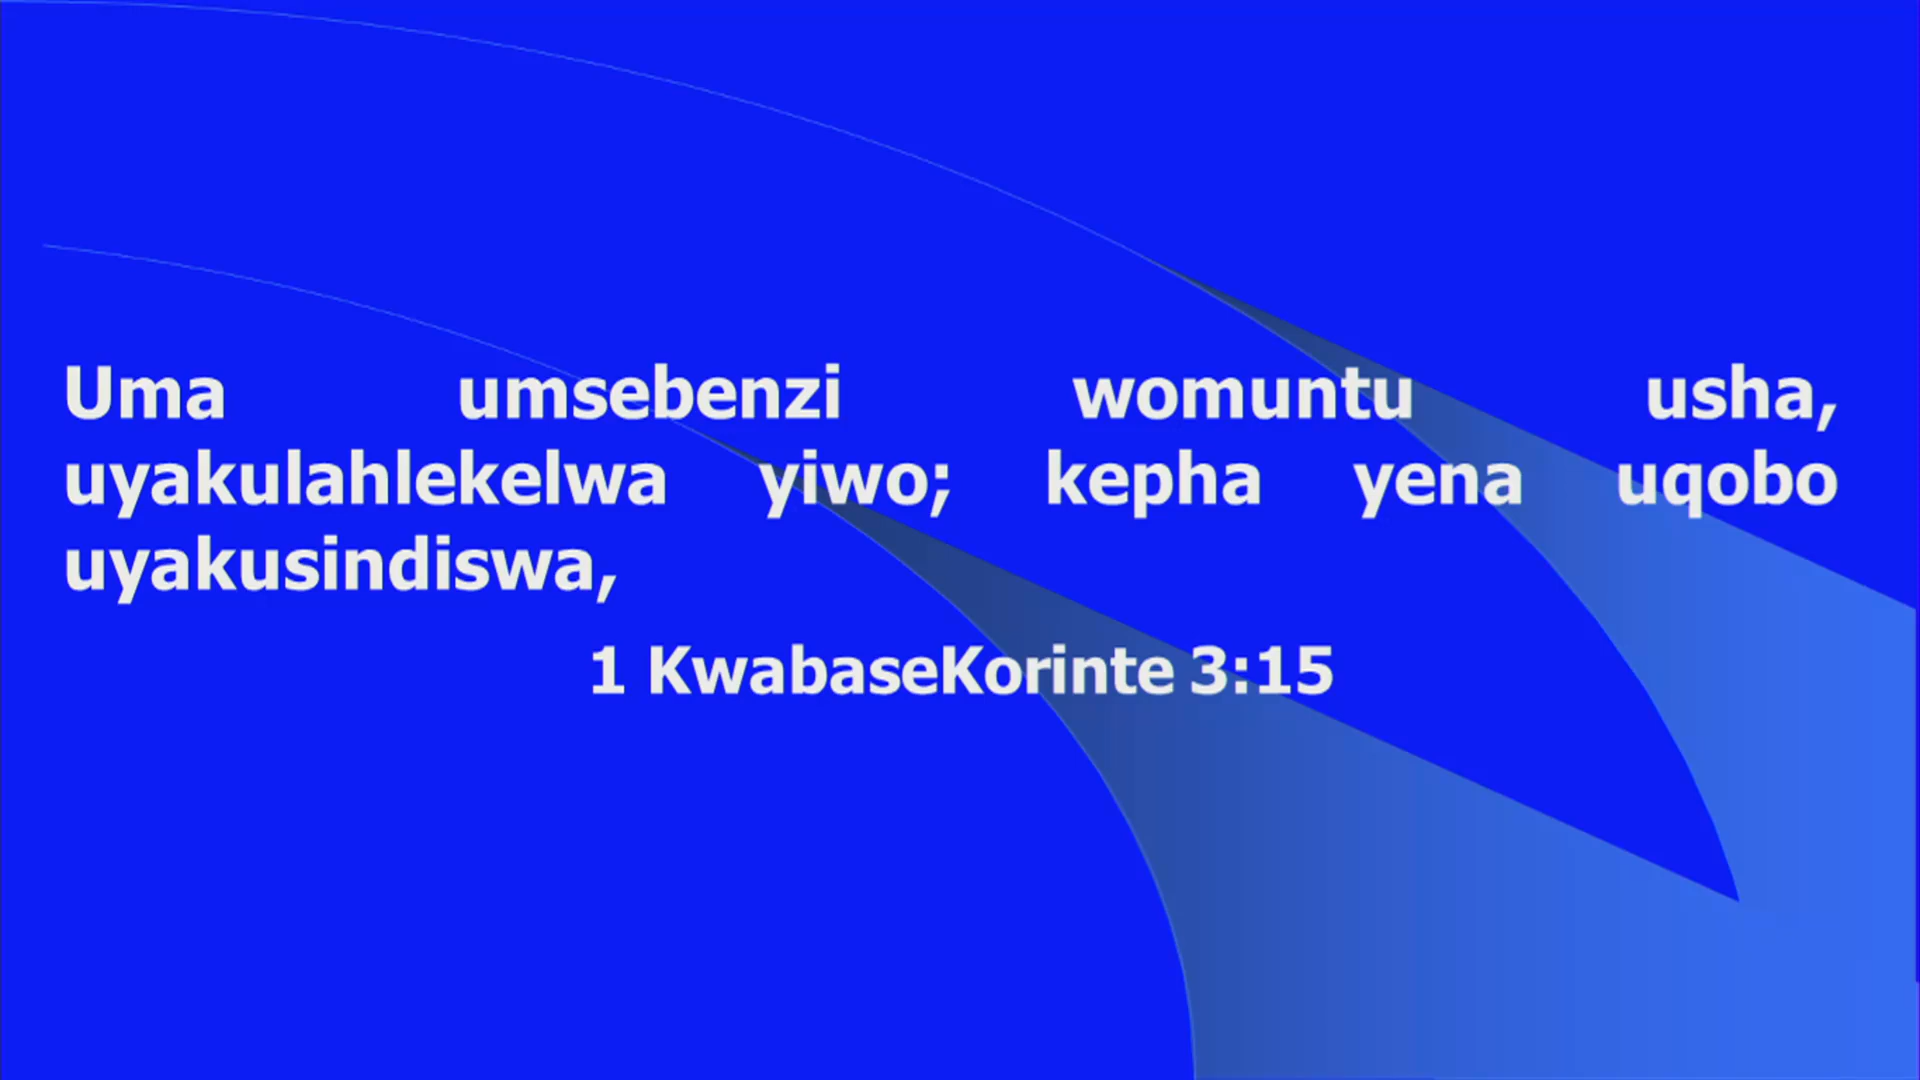 Uma umsebenzi womuntu usha,
uyakulahlekelwa yiwo; kepha yena uqobo
uyakusindiswa,
1 KwabaseKorinte 3:15